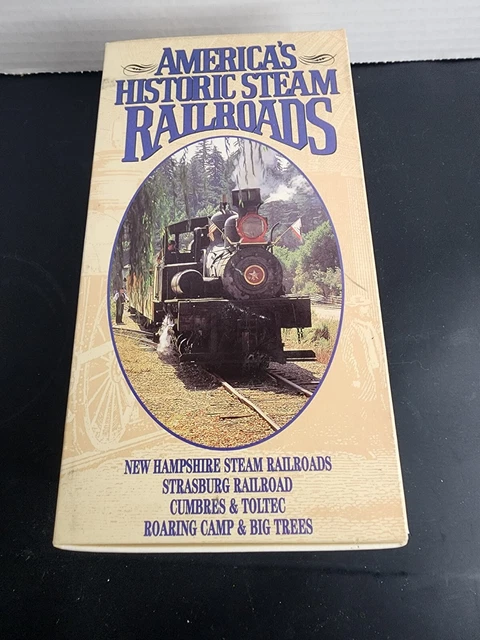 AMERICA'S
HISTORIC STEAM
RAILROADS
NEW HAMPSHIRE STEAM RAILROADS
STRASBURG RAILROAD
CUMBRES & TOLTEC
ROARING CAMP & BIG TREES